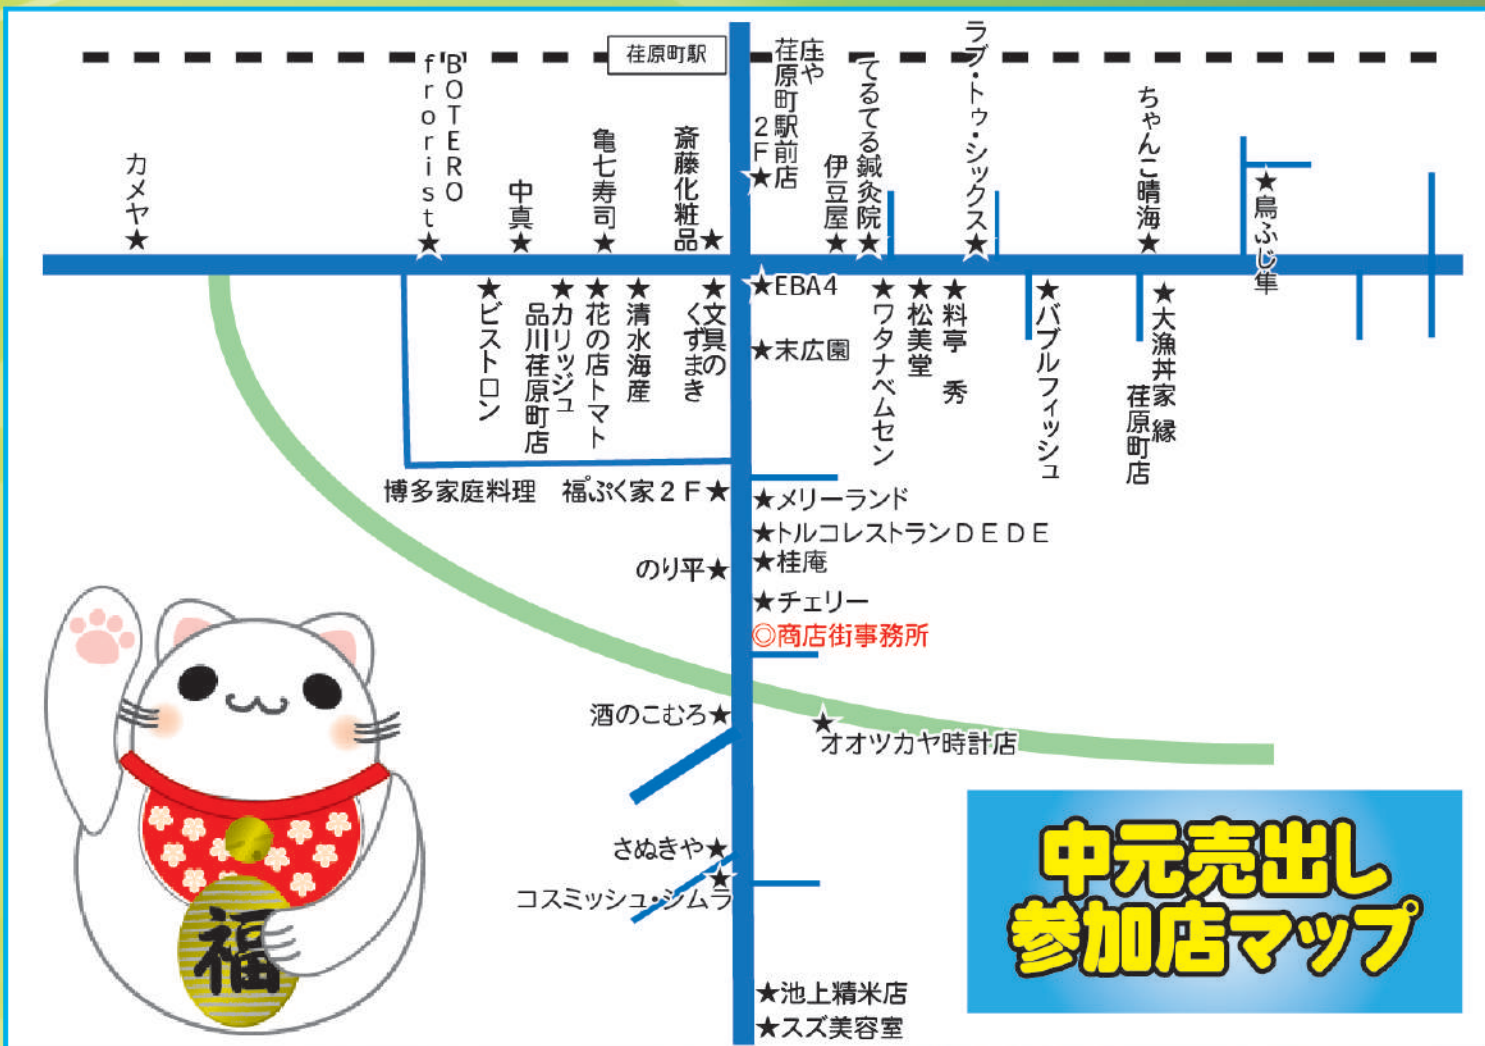 荏原町駅
庄や
荏原町駅前店
2F
ラブ・トゥ・シックス
てるてる鍼灸院
伊豆屋
ちゃんこ晴海
鳥ふじ隼
カメヤ
BOTERO
frorist
中真
亀七寿司
斎藤化粧品
ビストロン
カリッジュ
品川荏原町店
花の店トマト
清水海産
文具の
くずまき
EBA4
末広園
ワタナベムセン
松美堂
料亭 秀
バブルフィッシュ
大漁丼家 縁
荏原町店
博多家庭料理 福ぷく家2F
メリーランド
トルコレストランDEDE
桂庵
のり平
チェリー
◎商店街事務所
酒のこむろ
オオツカヤ時計店
さぬきや
コスミッシュ・シムラ
池上精米店
スズ美容室
福
中元売出し
参加店マップ